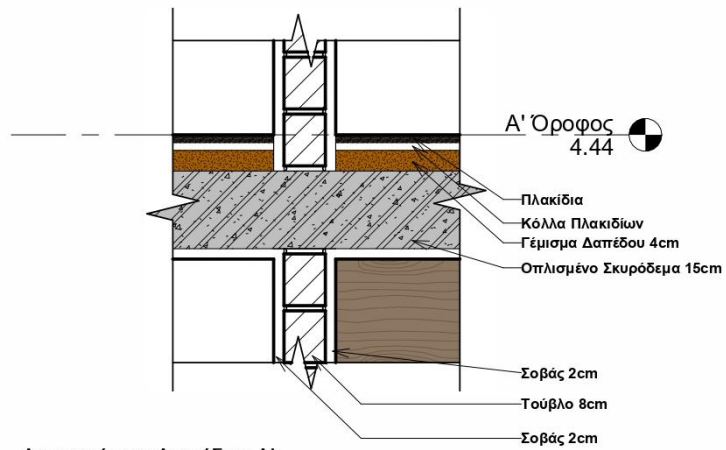 Α' Όροφος
4.44
Πλακίδια
Κόλλα Πλακιδίων
Γέμισμα Δαπέδου 4cm
Οπλισμένο Σκυρόδεμα 15cm
Σοβάς 2cm
Τούβλο 8cm
Σοβάς 2cm